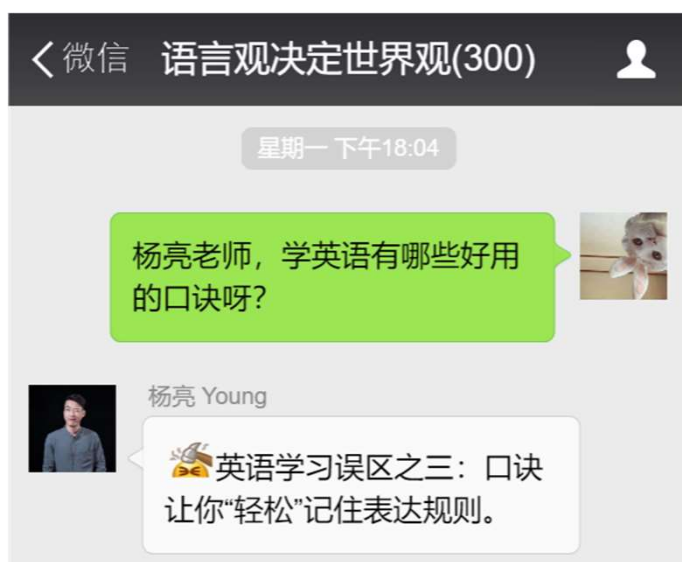 微信 语言观决定世界观(300)
星期一 下午18:04
杨亮老师，学英语有哪些好用
的口诀呀？
杨亮 Young
英语学习误区之三：口诀
让你“轻松”记住表达规则。